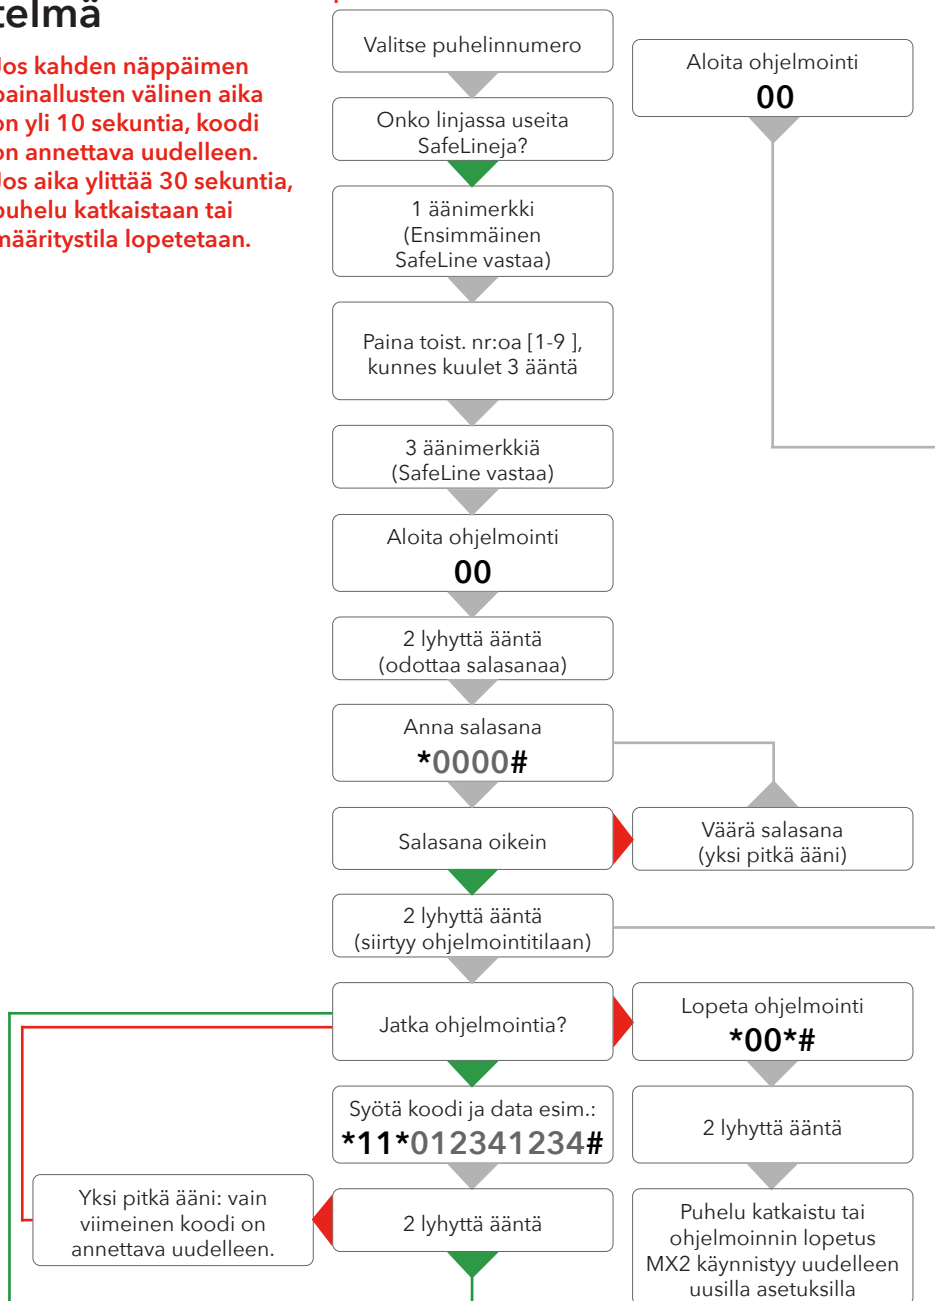 telmä
Jos kahden näppäimen
painallusten välinen aika
on yli 10 sekuntia, koodi
on annettava uudelleen.
Jos aika ylittää 30 sekuntia,
puhelu katkaistaan tai
määritystila lopetetaan.
Valitse puhelinnumero
Onko linjassa useita
SafeLineja?
1 äänimerkki
(Ensimmäinen
SafeLine vastaa)
Paina toist. nr:oa [1-9 ],
kunnes kuulet 3 ääntä
3 äänimerkkiä
(SafeLine vastaa)
Aloita ohjelmointi
00
2 lyhyttä ääntä
(odottaa salasanaa)
Anna salasana
*0000#
Salasana oikein
2 lyhyttä ääntä
(siirtyy ohjelmointitilaan)
Jatka ohjelmointia?
Syötä koodi ja data esim.:
*11*012341234#
2 lyhyttä ääntä
Yksi pitkä ääni: vain
viimeinen koodi on
annettava uudelleen.
Aloita ohjelmointi
00
Väärä salasana
(yksi pitkä ääni)
Lopeta ohjelmointi
*00*#
2 lyhyttä ääntä
Puhelu katkaistu tai
ohjelmoinnin lopetus
MX2 käynnistyy uudelleen
uusilla asetuksilla